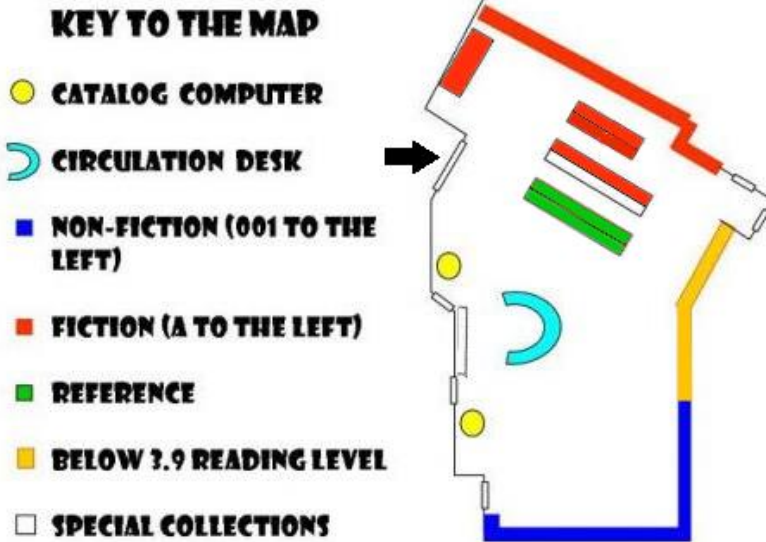 KEY TO THE MAP
CATALOG COMPUTER
CIRCULATION DESK
NON-FICTION (001 TO THE
LEFT)
FICTION (A TO THE LEFT)
REFERENCE
BELOW 3.9 READING LEVEL
SPECIAL COLLECTIONS